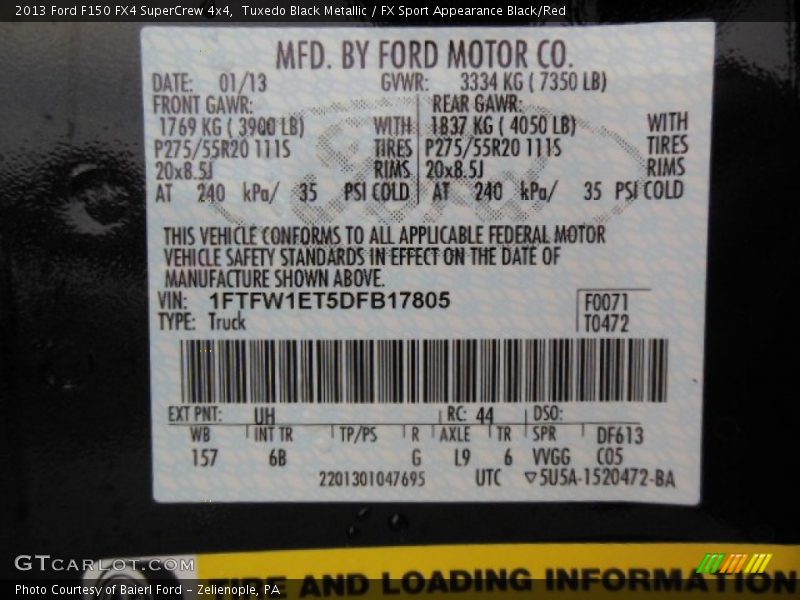 2013 Ford F150 FX4 SuperCrew 4x4,  Tuxedo Black Metallic / FX Sport Appearance Black/Red
MFD. BY FORD MOTOR CO.
DATE: 01/13 GVWR: 3334 KG ( 7350 LB)
FRONT GAWR: REAR GAWR:
1769 KG ( 3900 LB) WITH 1837 KG ( 4050 LB) WITH
P275/55R20 111S TIRES P275/55R20 111S TIRES
20x8.5J RIMS 20x8.5J RIMS
AT 240 kPa/ 35 PSI COLD AT 240 kPa/ 35 PSI COLD
THIS VEHICLE CONFORMS TO ALL APPLICABLE FEDERAL MOTOR
VEHICLE SAFETY STANDARDS IN EFFECT ON THE DATE OF
MANUFACTURE SHOWN ABOVE.
VIN: 1FTFW1ET5DFB17805 F0071
TYPE: Truck T0472
EXT PNT: UH RC: 44 DSO:
WB INT TR TP/PS R AXLE TR SPR DF613
157 6B G L9 6 VVGG C05
2201301047695 UTC ▽5U5A-1520472-BA
GTCARLOT.COM
TIRE AND LOADING INFORMATION
Photo Courtesy of Baierl Ford - Zelienople, PA